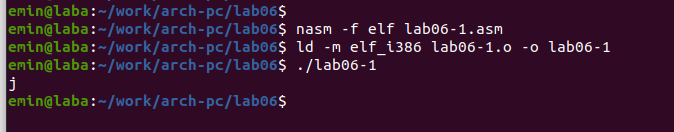 emin@laba:~/work/arch-pc/lab06$
emin@laba:~/work/arch-pc/lab06$ nasm -f elf lab06-1.asm
emin@laba:~/work/arch-pc/lab06$ ld -m elf_i386 lab06-1.o -o lab06-1
emin@laba:~/work/arch-pc/lab06$ ./lab06-1
j
emin@laba:~/work/arch-pc/lab06$